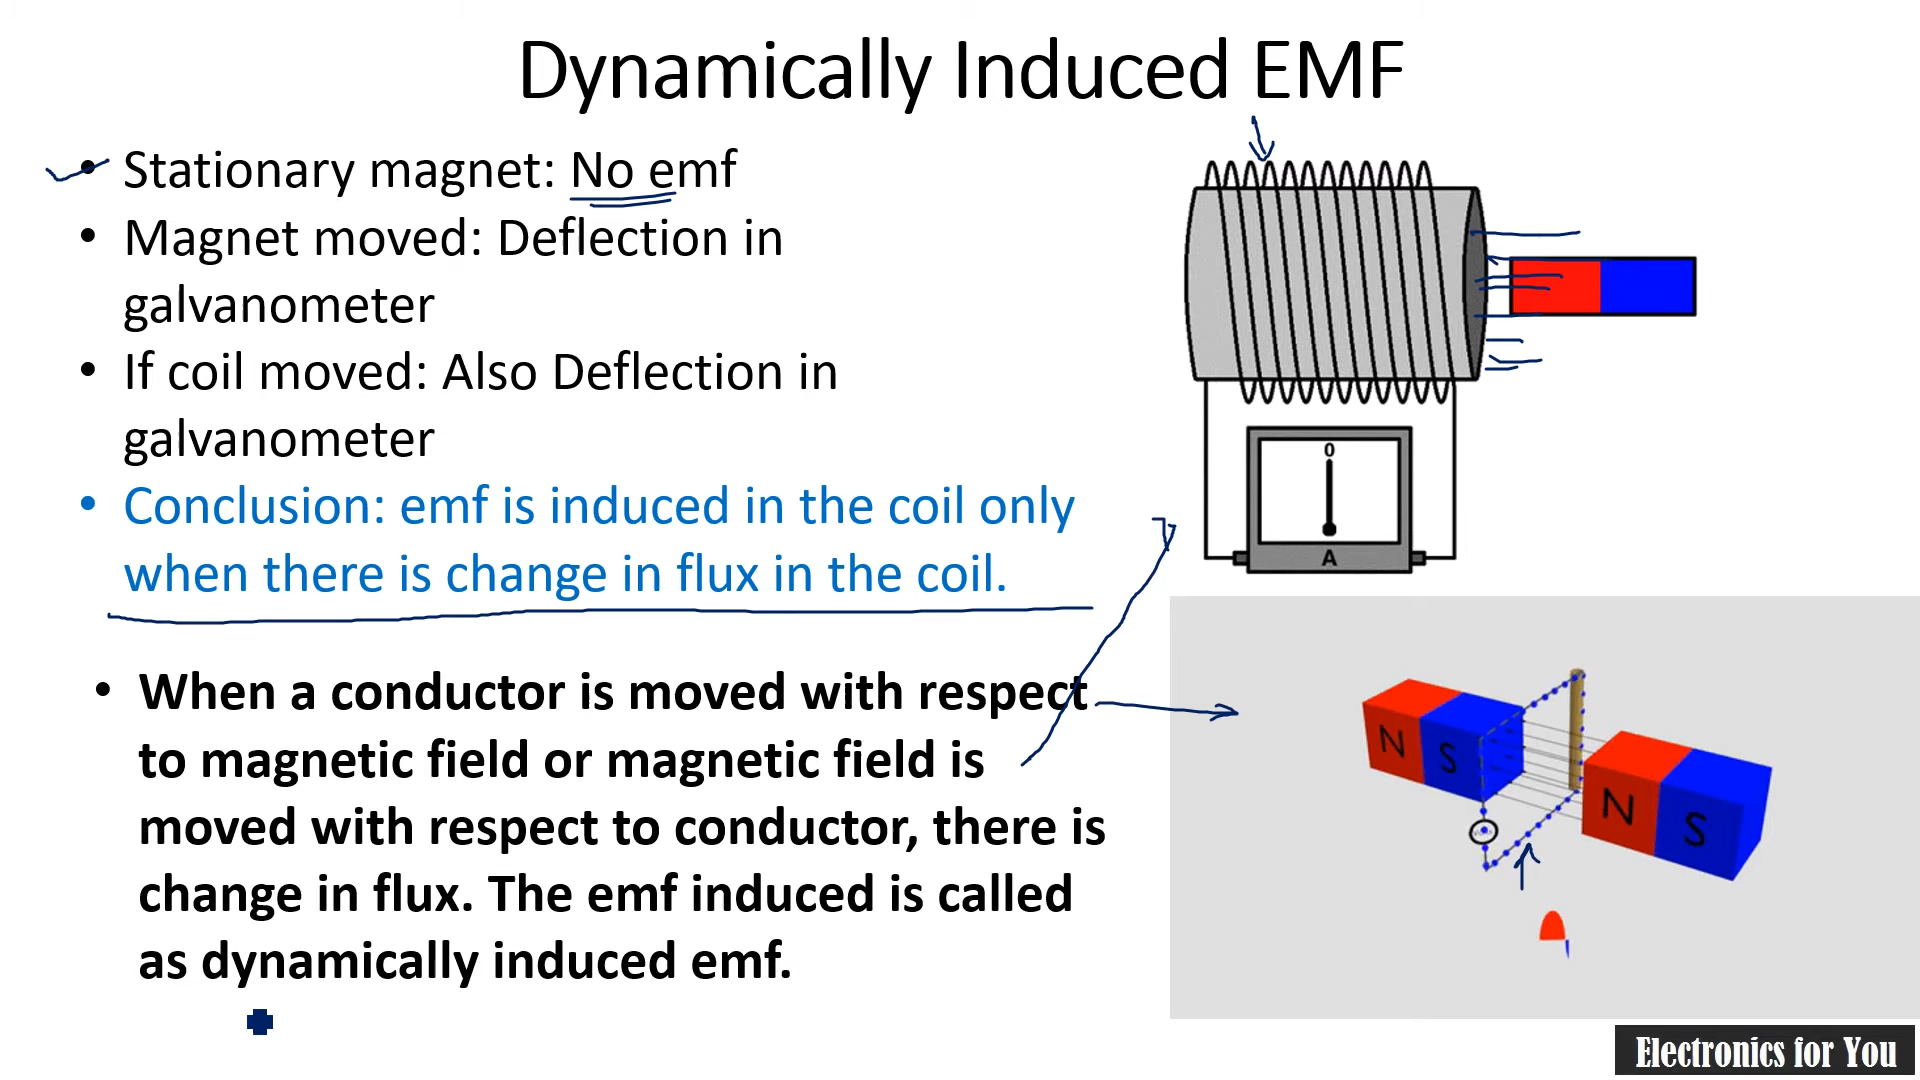 Dynamically Induced EMF
• Stationary magnet: No emf
• Magnet moved: Deflection in
galvanometer
• If coil moved: Also Deflection in
galvanometer
• Conclusion: emf is induced in the coil only
when there is change in flux in the coil.
• When a conductor is moved with respect
to magnetic field or magnetic field is
moved with respect to conductor, there is
change in flux. The emf induced is called
as dynamically induced emf.
0
A
N S
N S
Electronics for You